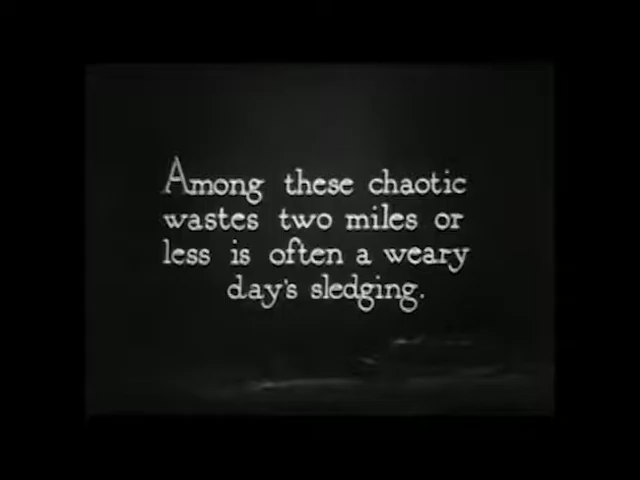 Among these chaotic
wastes two miles or
less is often a weary
day's sledging.